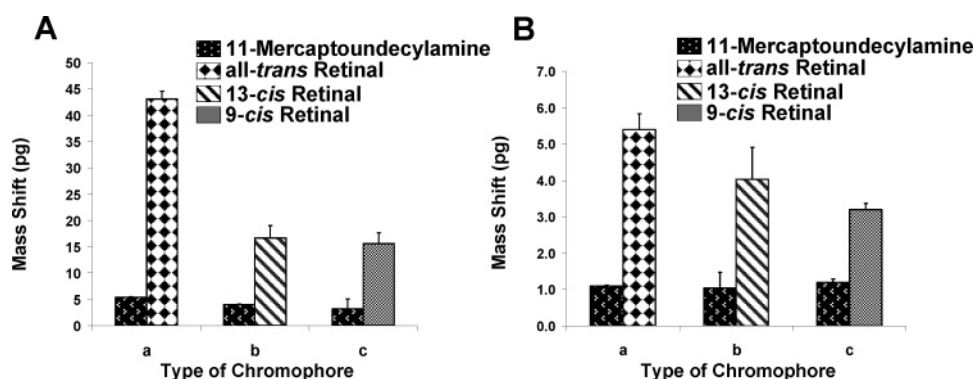 A
11-Mercaptoundecylamine
all-trans Retinal
13-cis Retinal
9-cis Retinal
Mass Shift (pg)
50
45
40
35
30
25
20
15
10
5
0
a b c
Type of Chromophore
B
11-Mercaptoundecylamine
all-trans Retinal
13-cis Retinal
9-cis Retinal
Mass Shift (pg)
7.0
6.0
5.0
4.0
3.0
2.0
1.0
0.0
a b c
Type of Chromophore